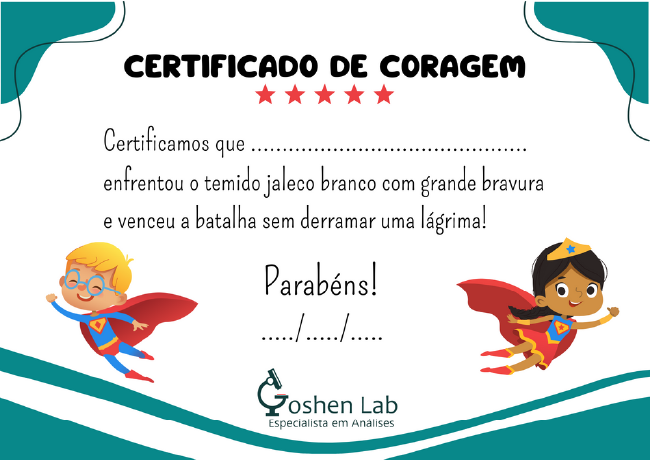 CERTIFICADO DE CORAGEM
Certificamos que ..............................................
enfrentou o temido jaleco branco com grande bravura
e venceu a batalha sem derramar uma lágrima!
Parabéns!
...../...../.....
Goshen Lab
Especialista em Análises